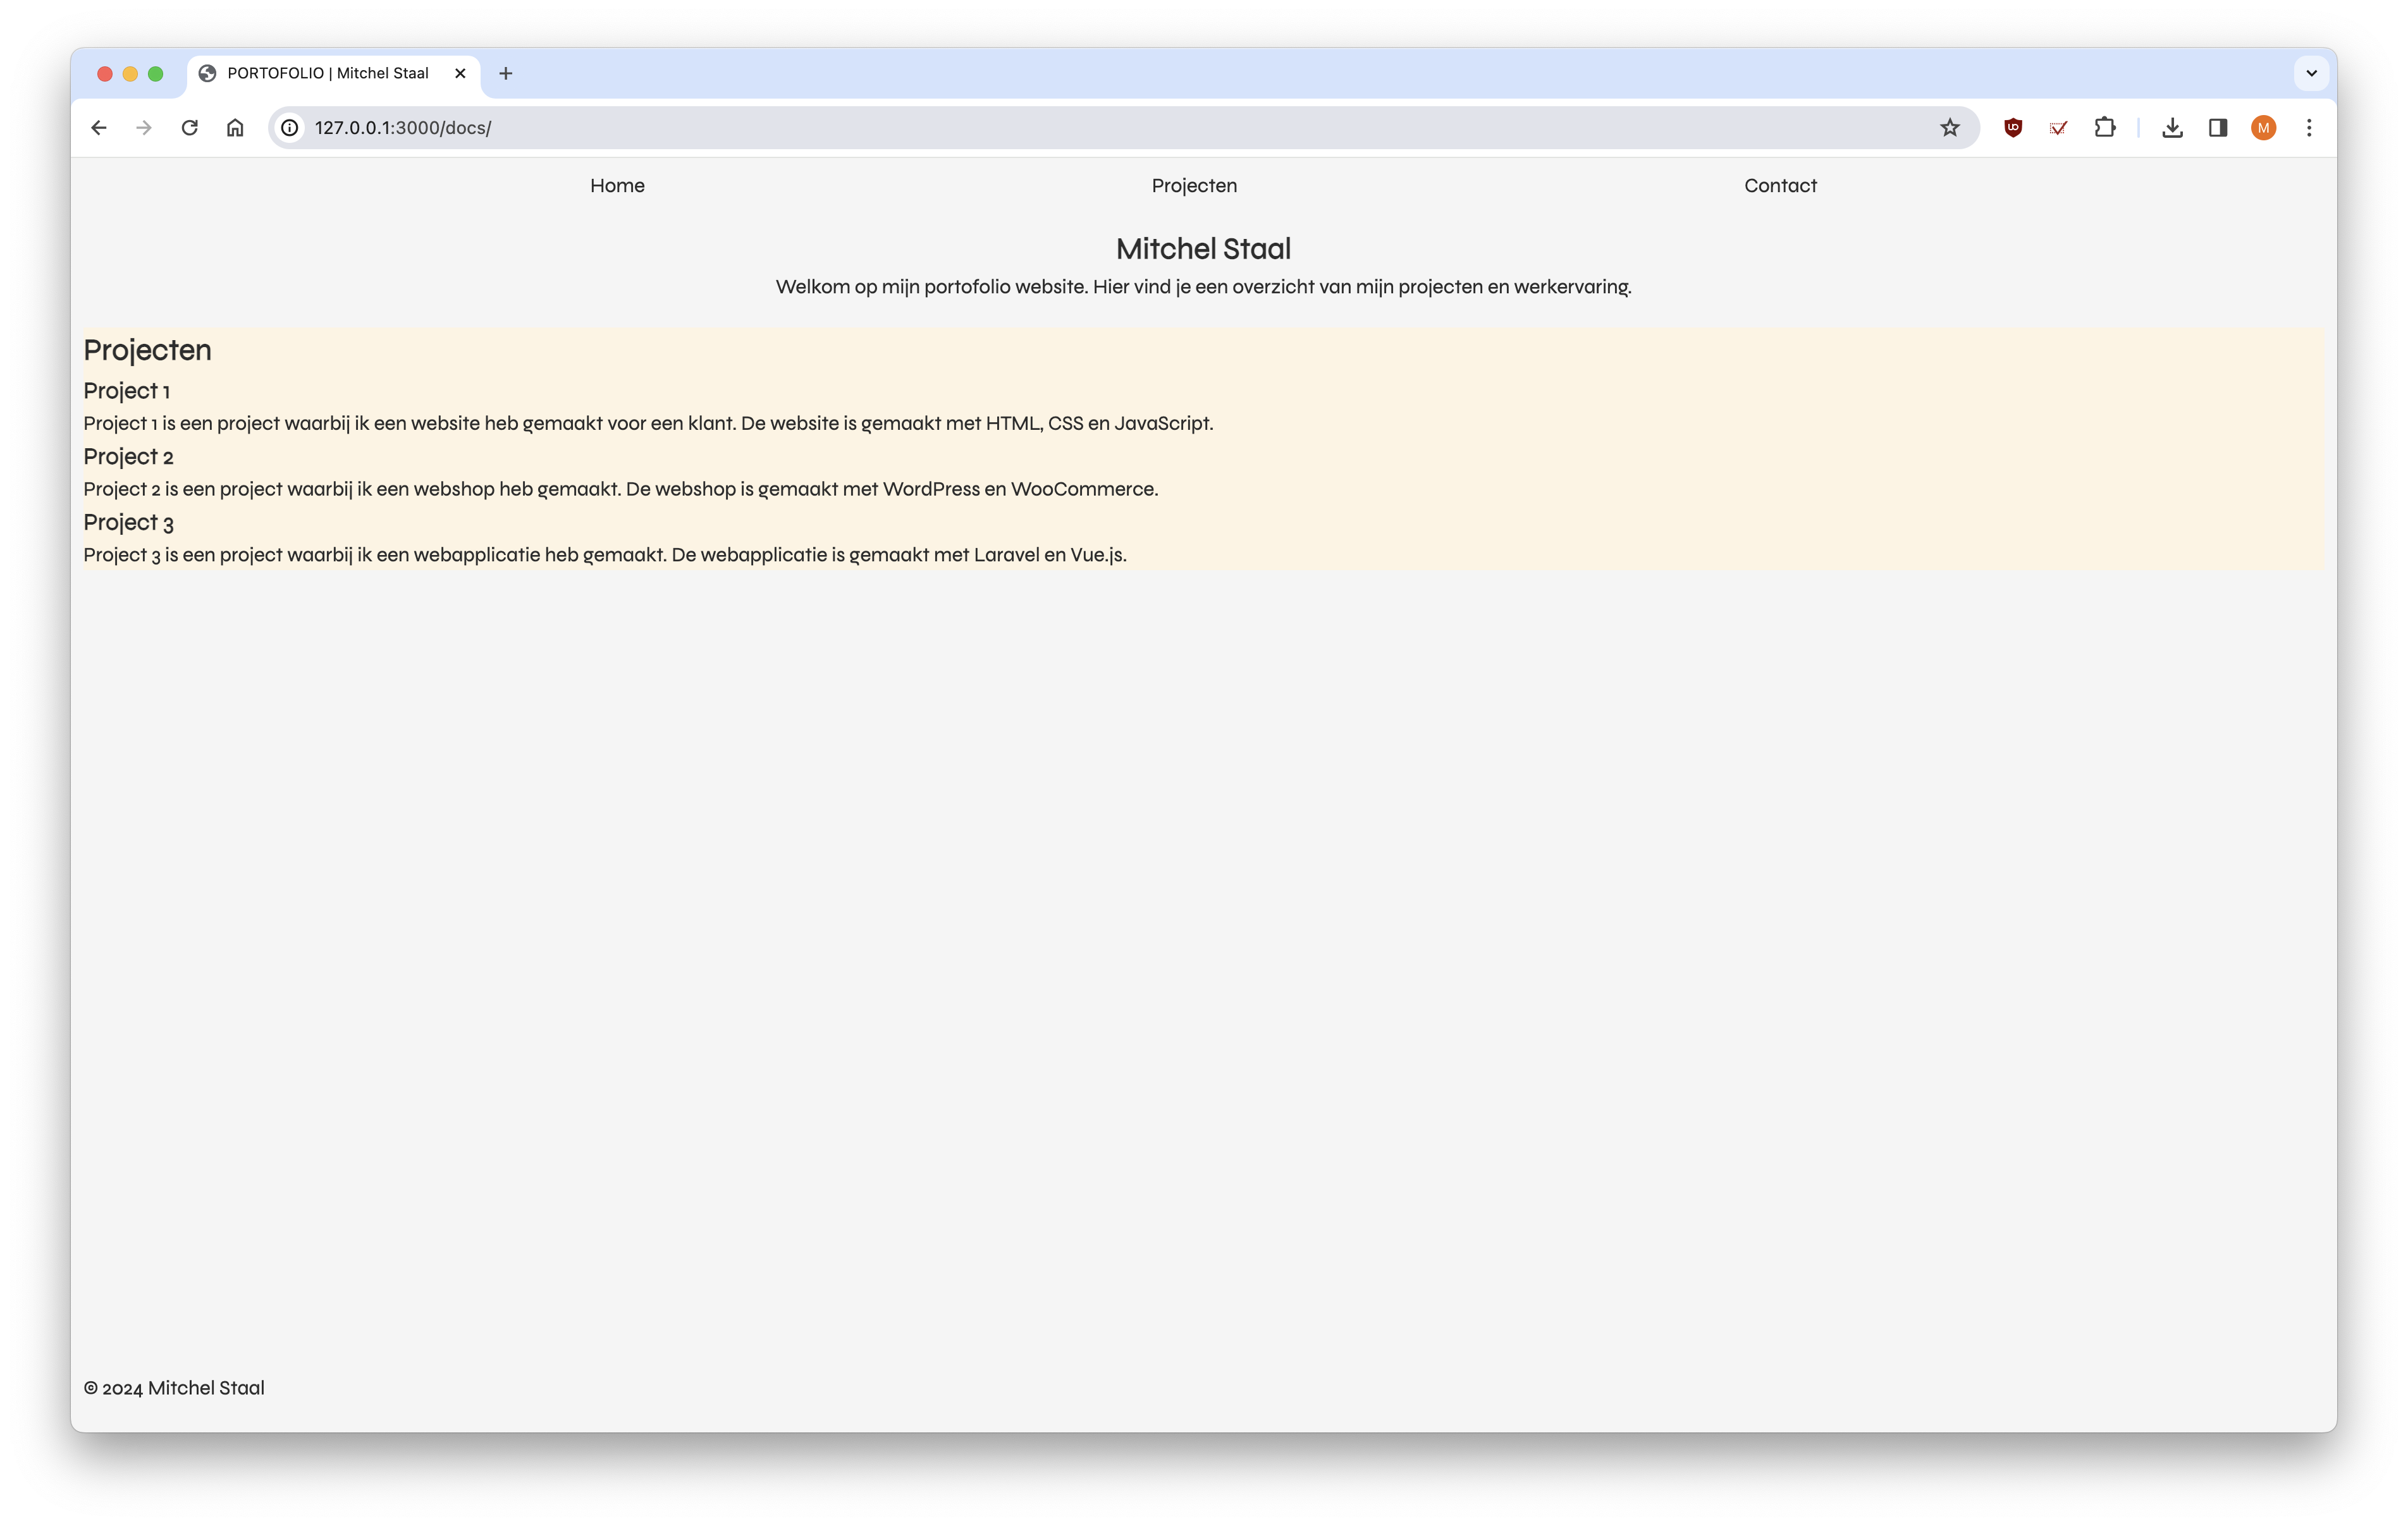 PORTOFOLIO | Mitchel Staal
127.0.0.1:3000/docs/
M
Home Projecten Contact
Mitchel Staal
Welkom op mijn portofolio website. Hier vind je een overzicht van mijn projecten en werkervaring.
Projecten
Project 1
Project 1 is een project waarbij ik een website heb gemaakt voor een klant. De website is gemaakt met HTML, CSS en JavaScript.
Project 2
Project 2 is een project waarbij ik een webshop heb gemaakt. De webshop is gemaakt met WordPress en WooCommerce.
Project 3
Project 3 is een project waarbij ik een webapplicatie heb gemaakt. De webapplicatie is gemaakt met Laravel en Vue.js.
© 2024 Mitchel Staal